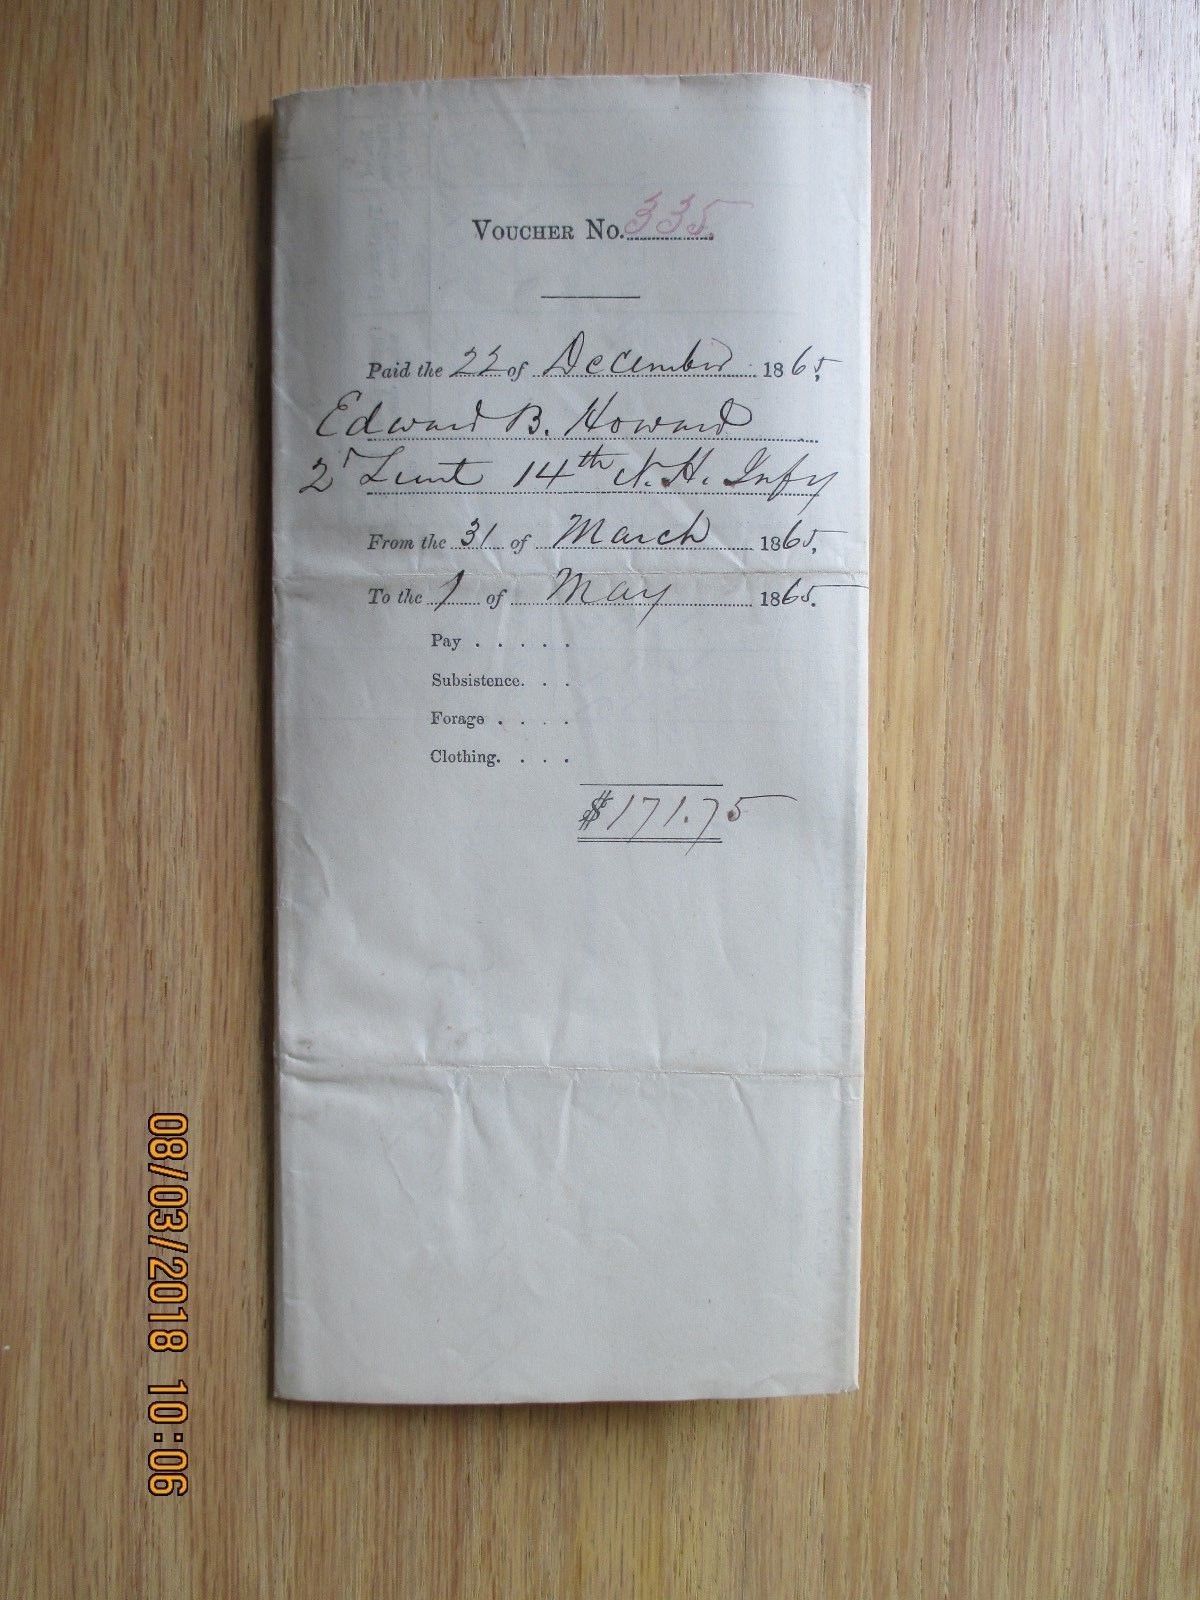 VOUCHER No. 335.
Paid the 22 of December 1865,
Edward B. Howard
2d Lieut 14th N. H. Infy
From the 31 of March 1865,
To the 1 of May 1865.
Pay . . . . .
Subsistence. . .
Forage . . . .
Clothing. . . . .
$171.75
08/03/2018 10:06